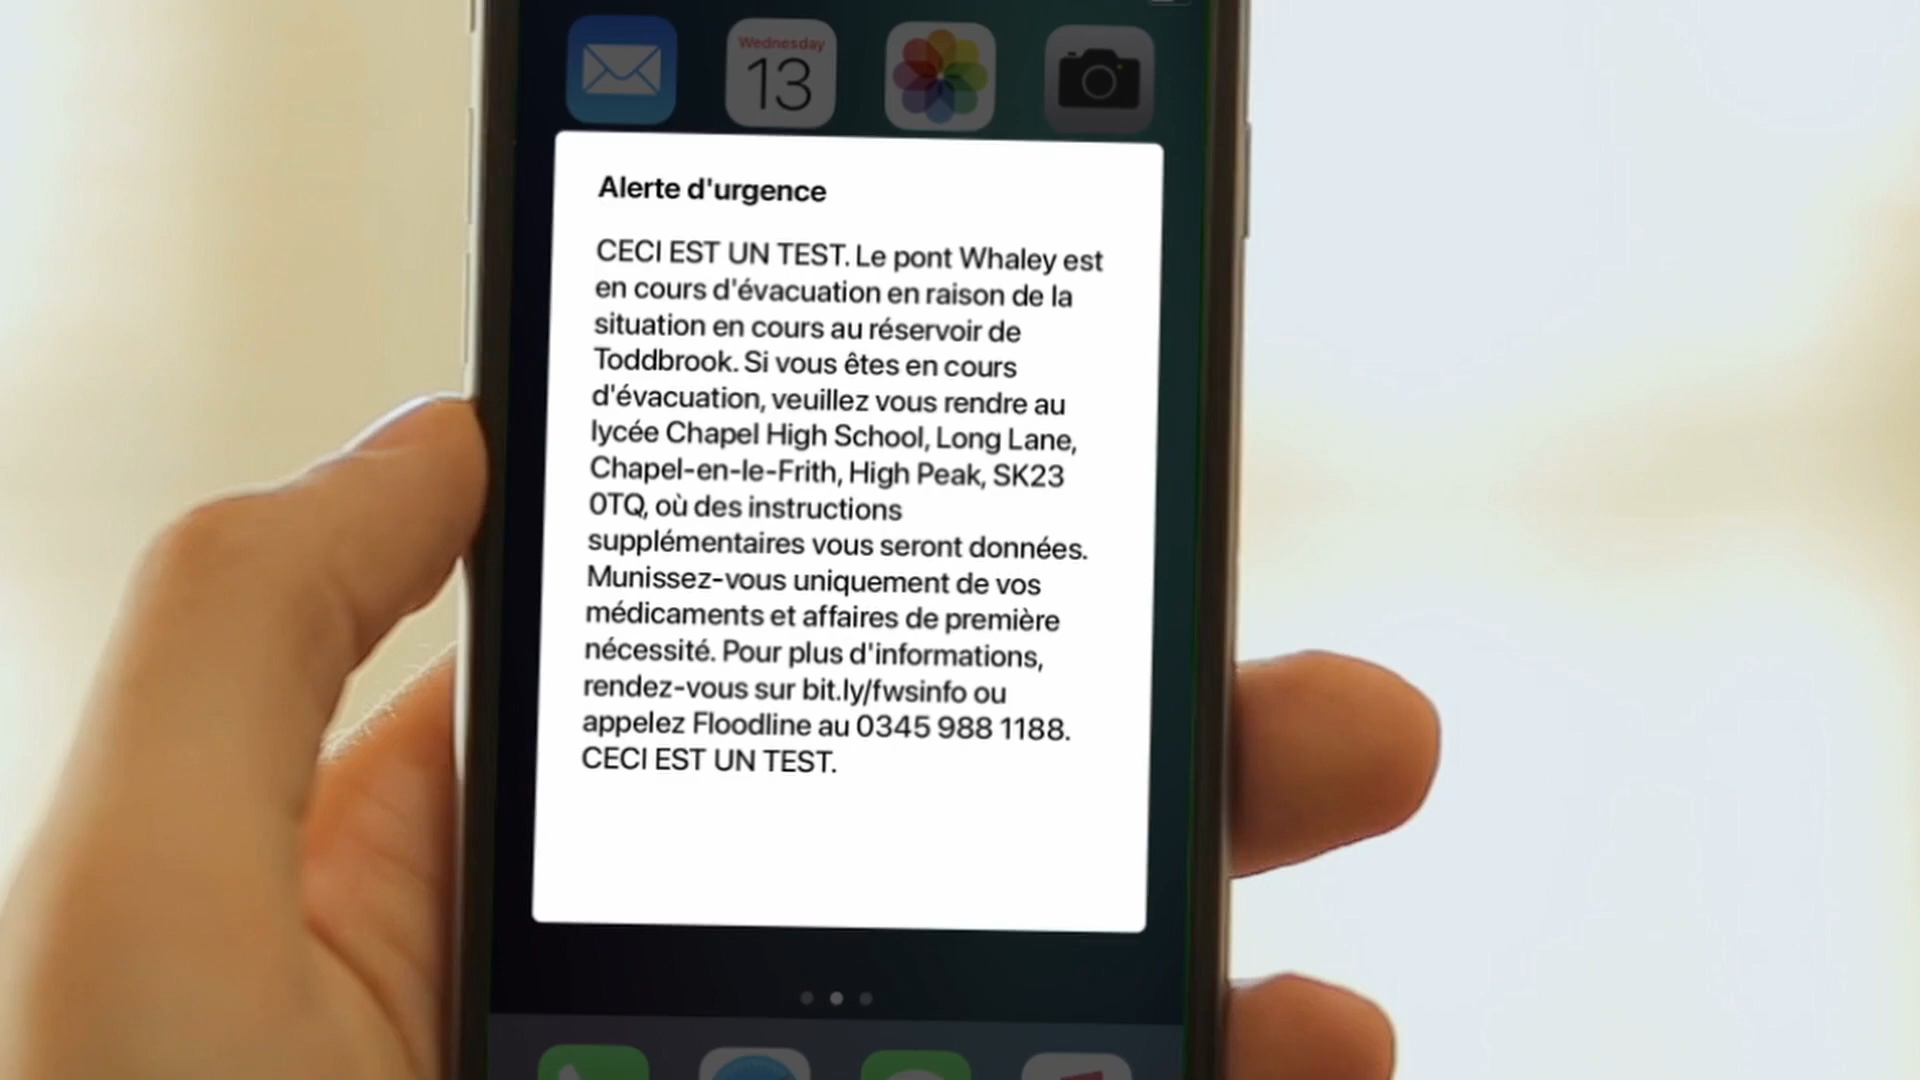 Wednesday
13
Alerte d'urgence
CECI EST UN TEST. Le pont Whaley est
en cours d'évacuation en raison de la
situation en cours au réservoir de
Toddbrook. Si vous êtes en cours
d'évacuation, veuillez vous rendre au
lycée Chapel High School, Long Lane,
Chapel-en-le-Frith, High Peak, SK23
0TQ, où des instructions
supplémentaires vous seront données.
Munissez-vous uniquement de vos
médicaments et affaires de première
nécessité. Pour plus d'informations,
rendez-vous sur bit.ly/fwsinfo ou
appelez Floodline au 0345 988 1188.
CECI EST UN TEST.